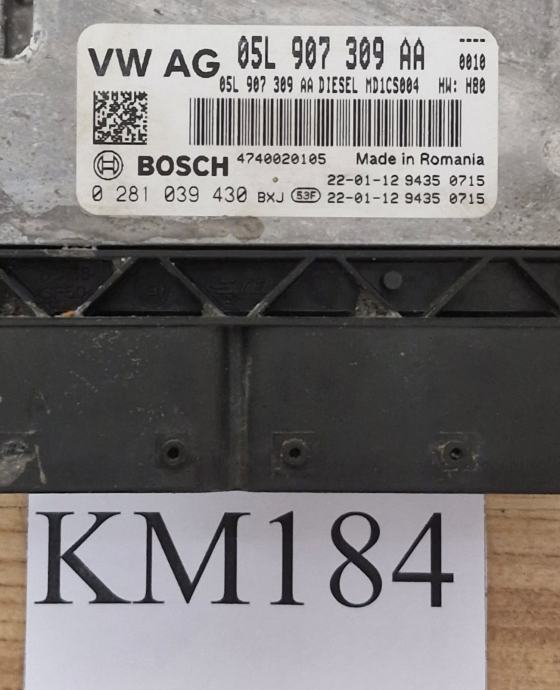 VW AG 05L 907 309 AA ----
0010
05L 907 309 AA DIESEL MD1CS004 HW: H80
BOSCH 4740020105 Made in Romania
22-01-12 9435 0715
0 281 039 430 BXJ 53F 22-01-12 9435 0715
KM184